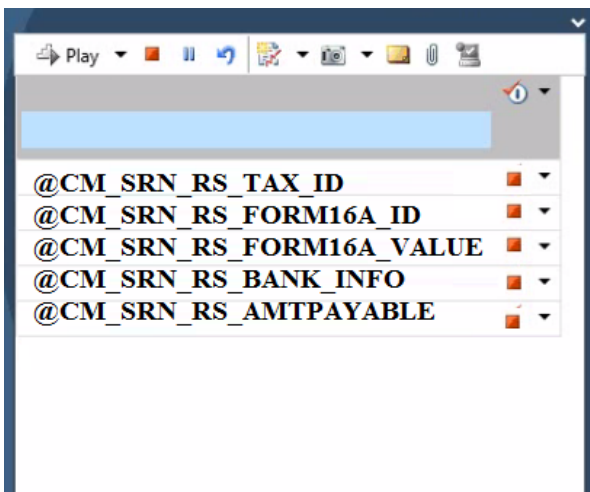 Play
@CM_SRN_RS_TAX_ID
@CM_SRN_RS_FORM16A_ID
@CM_SRN_RS_FORM16A_VALUE
@CM_SRN_RS_BANK_INFO
@CM_SRN_RS_AMTPAYABLE